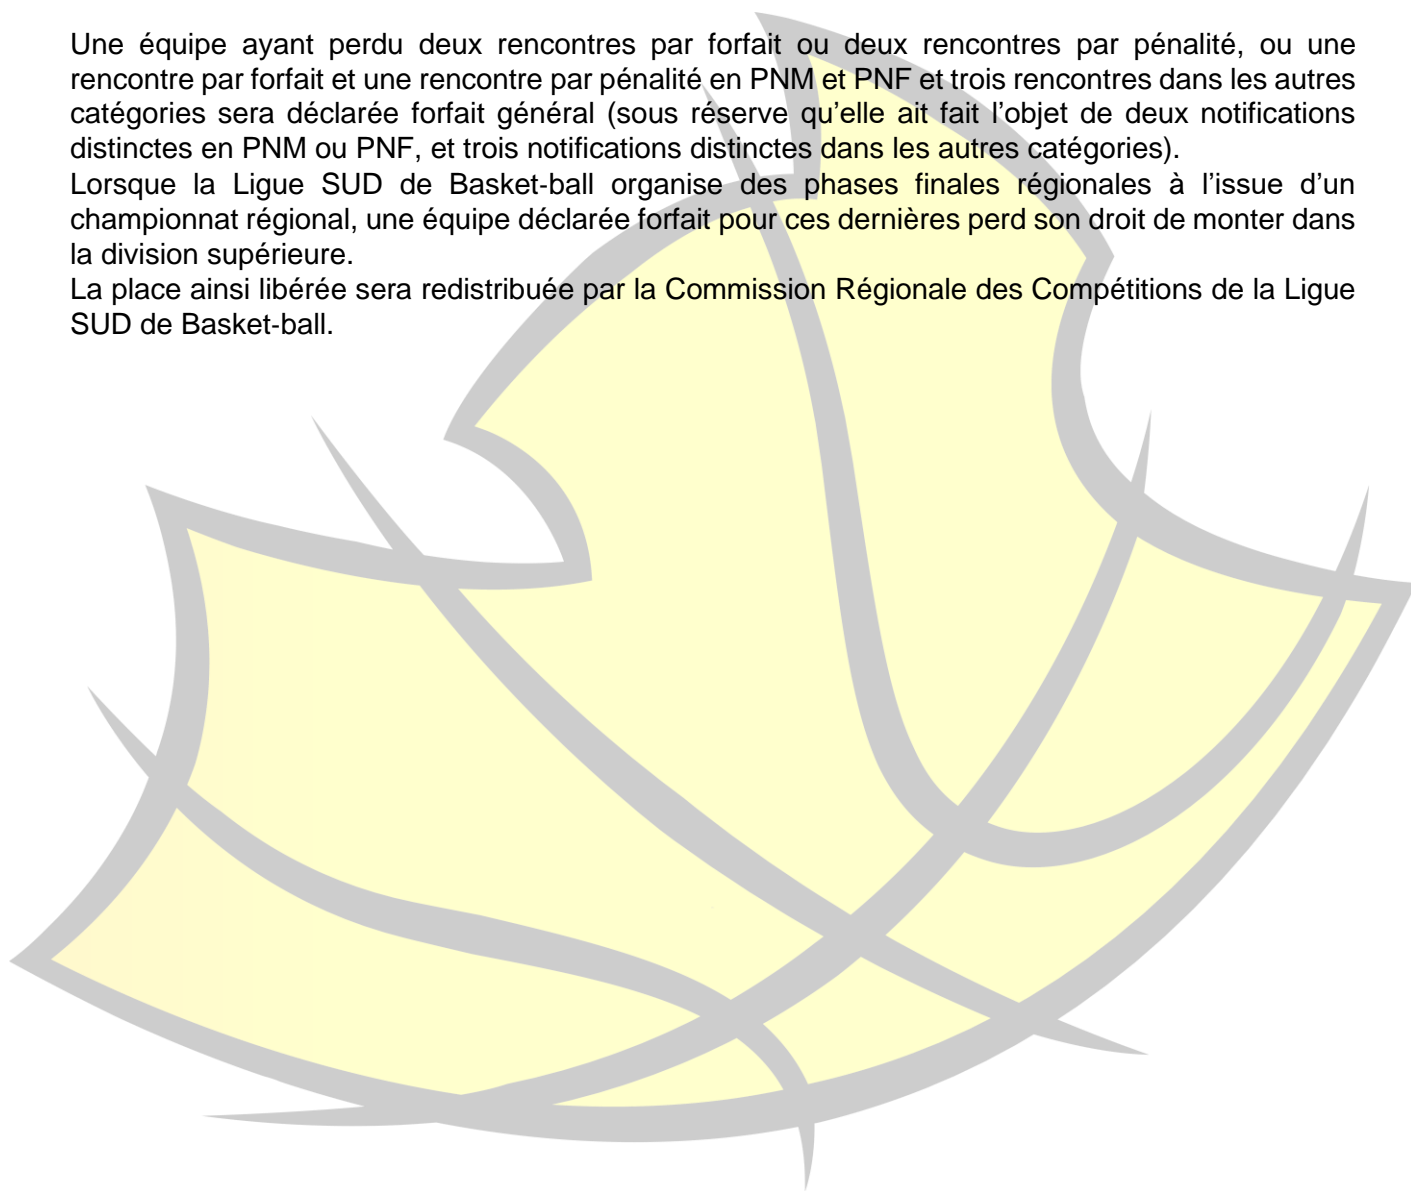 Une équipe ayant perdu deux rencontres par forfait ou deux rencontres par pénalité, ou une
rencontre par forfait et une rencontre par pénalité en PNM et PNF et trois rencontres dans les autres
catégories sera déclarée forfait général (sous réserve qu’elle ait fait l’objet de deux notifications
distinctes en PNM ou PNF, et trois notifications distinctes dans les autres catégories).
Lorsque la Ligue SUD de Basket-ball organise des phases finales régionales à l’issue d’un
championnat régional, une équipe déclarée forfait pour ces dernières perd son droit de monter dans
la division supérieure.
La place ainsi libérée sera redistribuée par la Commission Régionale des Compétitions de la Ligue
SUD de Basket-ball.